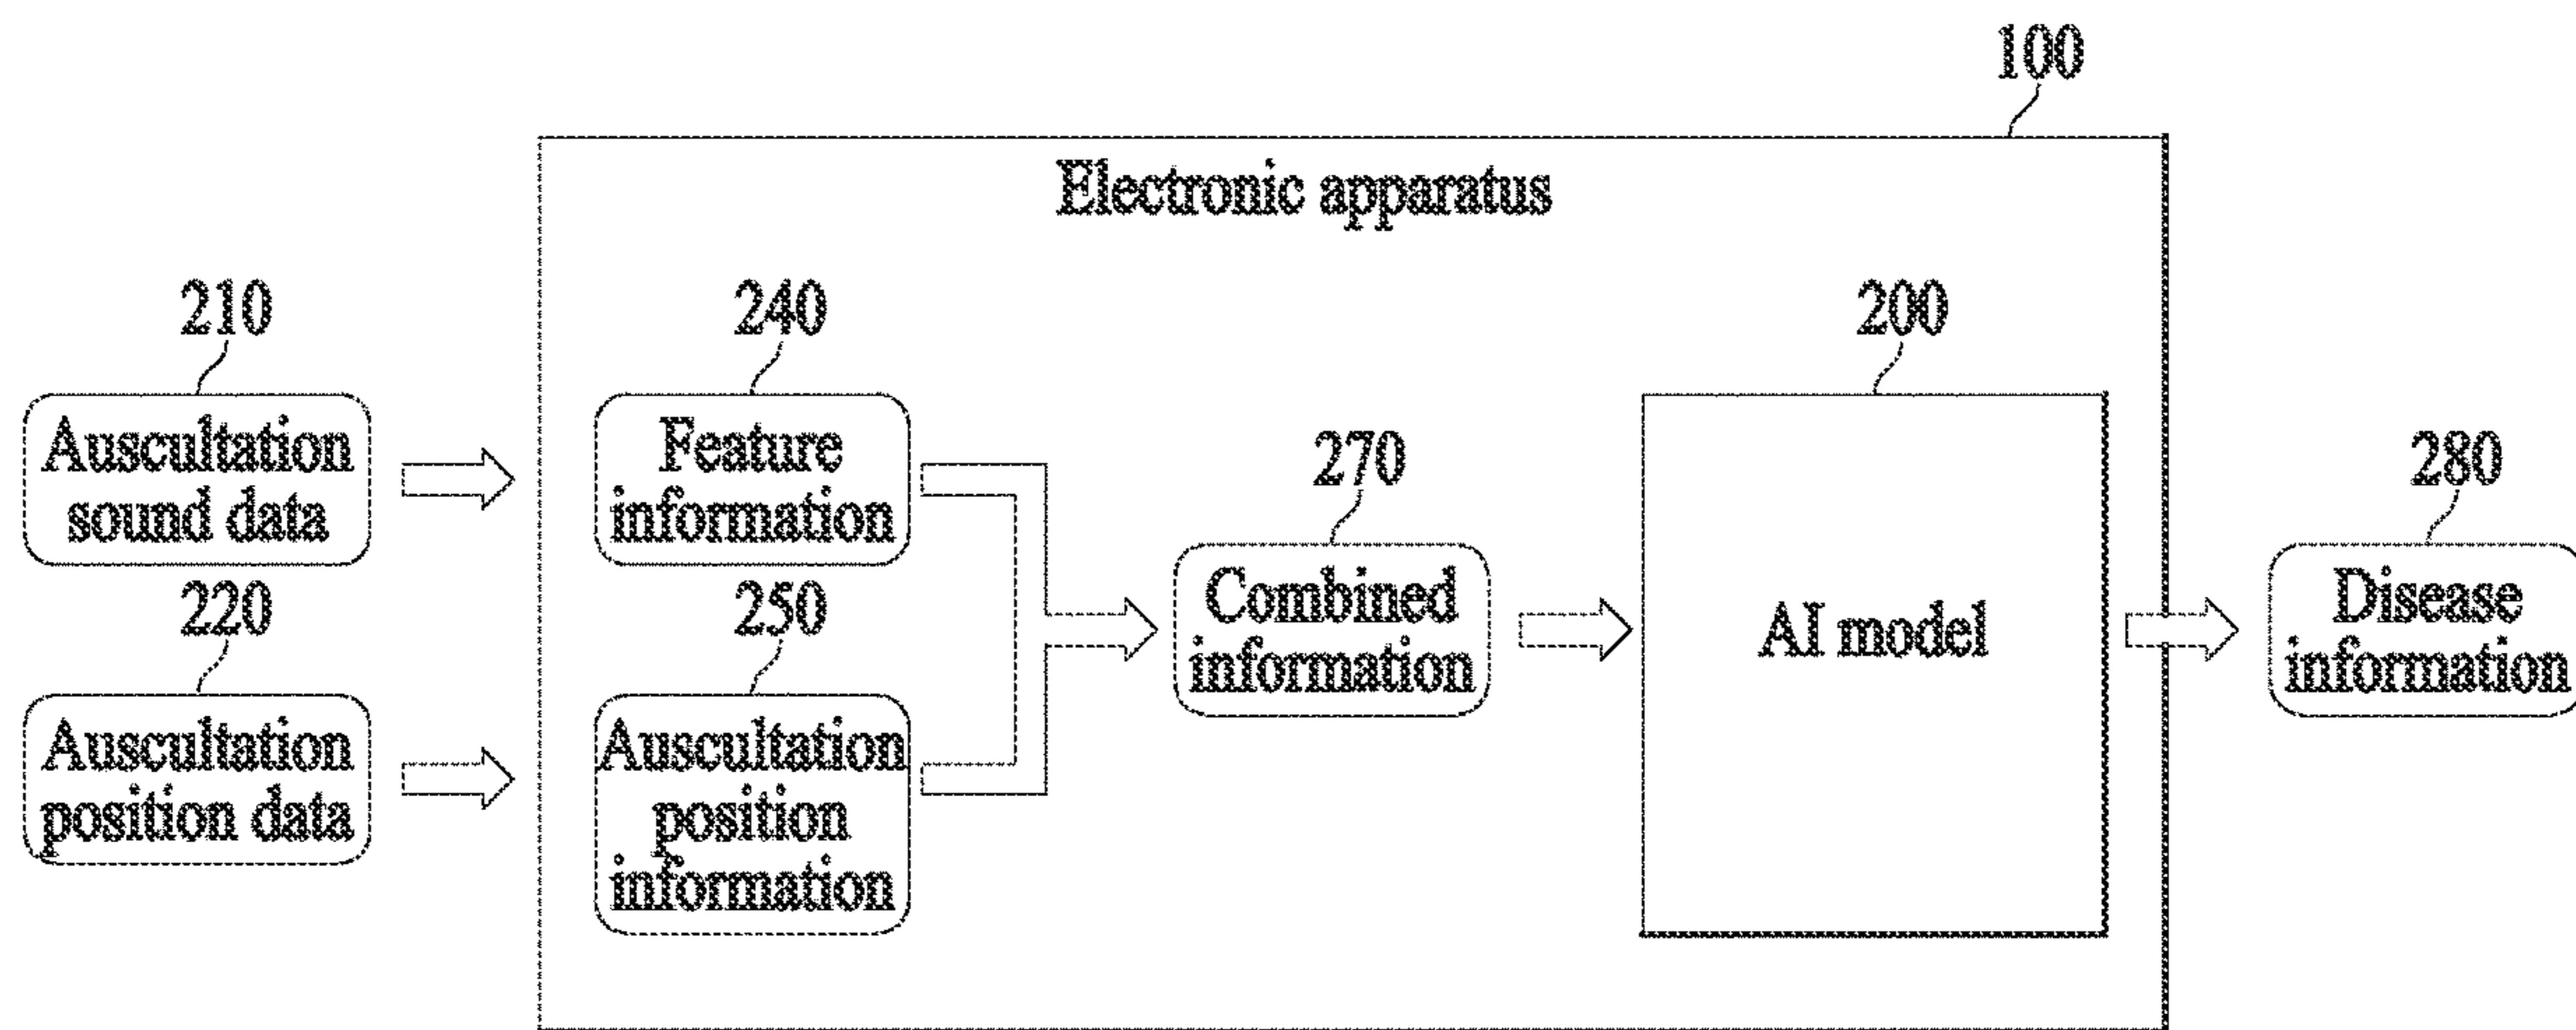 100
Electronic apparatus
210
240
200
Auscultation
sound data
Feature
information
270
280
220
250
Combined
information
AI model
Disease
information
Auscultation
position data
Auscultation
position
information